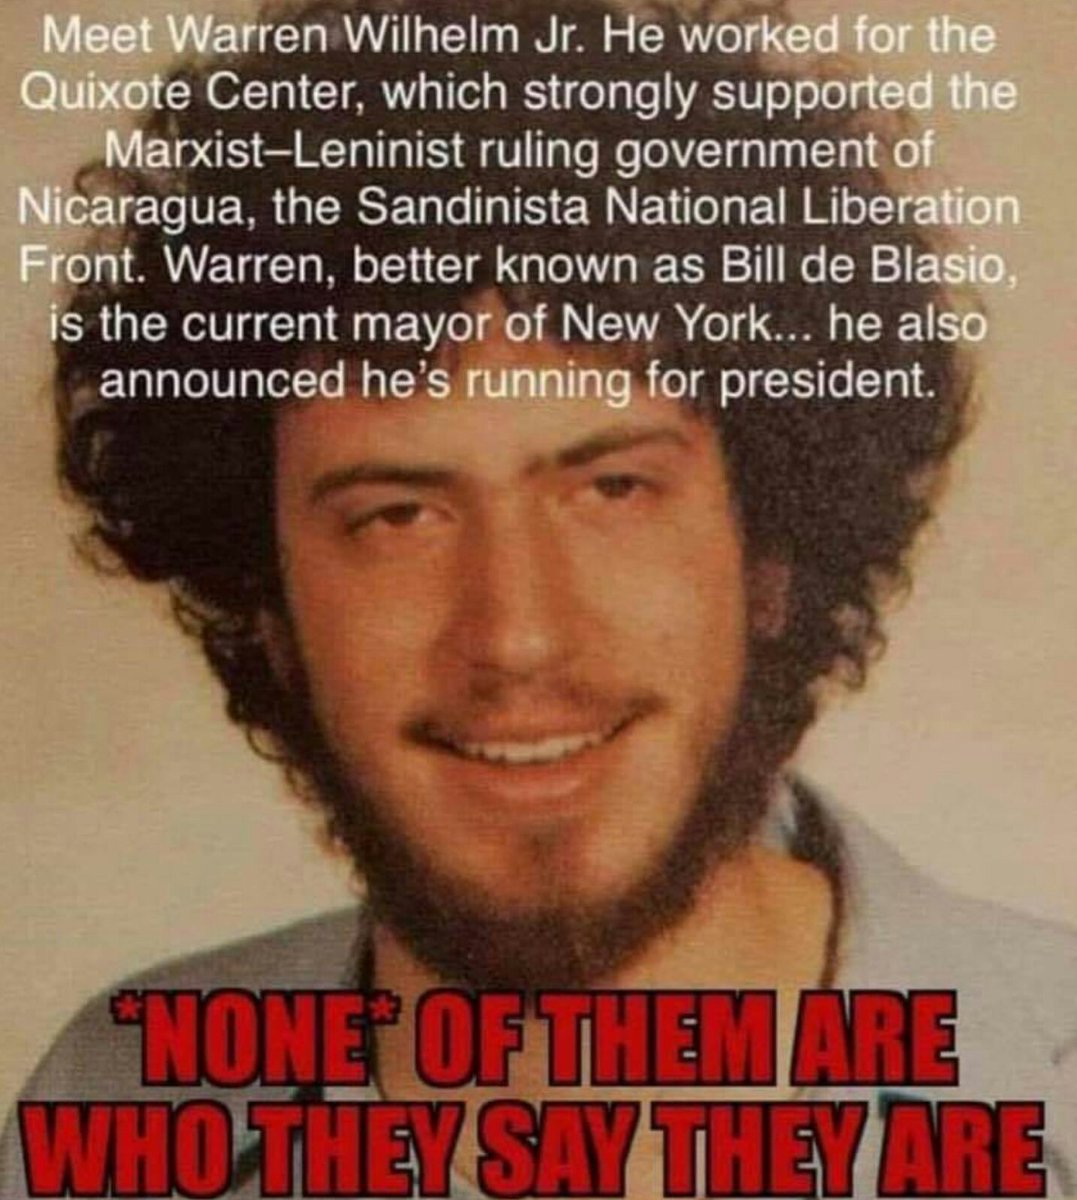 Meet Warren Wilhelm Jr. He worked for the
Quixote Center, which strongly supported the
Marxist–Leninist ruling government of
Nicaragua, the Sandinista National Liberation
Front. Warren, better known as Bill de Blasio,
is the current mayor of New York... he also
announced he’s running for president.
*NONE* OF THEM ARE
WHO THEY SAY THEY ARE